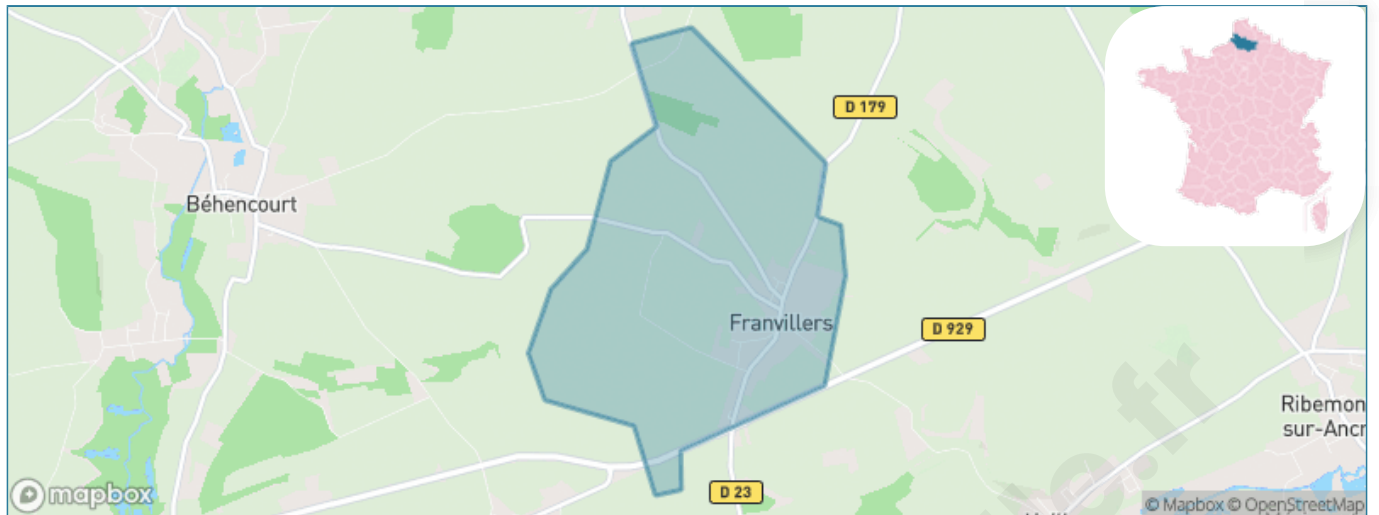 D 179
Béhencourt
Franvillers
D 929
Ribemon
sur-Ancr
D 23
mapbox
© Mapbox © OpenStreetMap